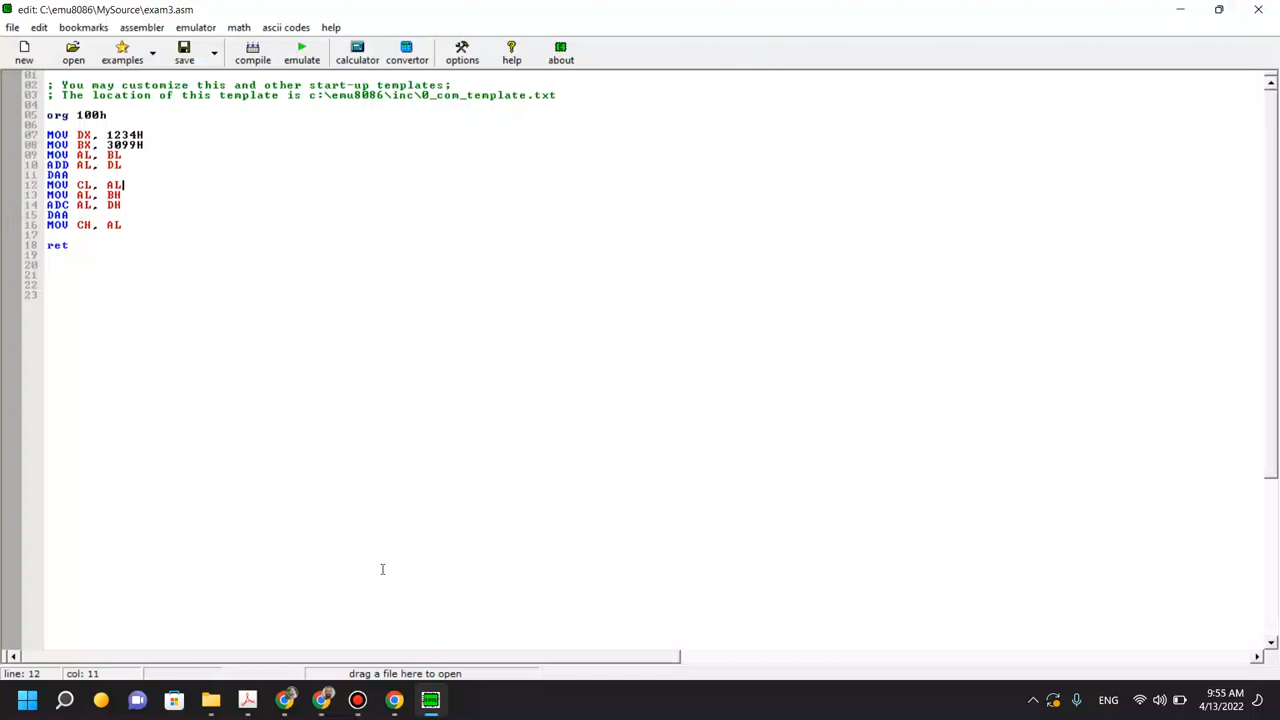 edit: C:\emu8086\MySource\exam3.asm
file edit bookmarks assembler emulator math ascii codes help
new open examples save compile emulate calculator convertor options help about
01
02 ; You may customize this and other start-up templates;
03 ; The location of this template is c:\emu8086\inc\0_com_template.txt
04
05 org 100h
06
07 MOV DX, 1234H
08 MOV BX, 3099H
09 MOV AL, BL
10 ADD AL, DL
11 DAA
12 MOV CL, AL
13 MOV AL, BH
14 ADC AL, DH
15 DAA
16 MOV CH, AL
17
18 ret
19
20
21
22
23
line: 12 col: 11 drag a file here to open
ENG
9:55 AM
4/13/2022